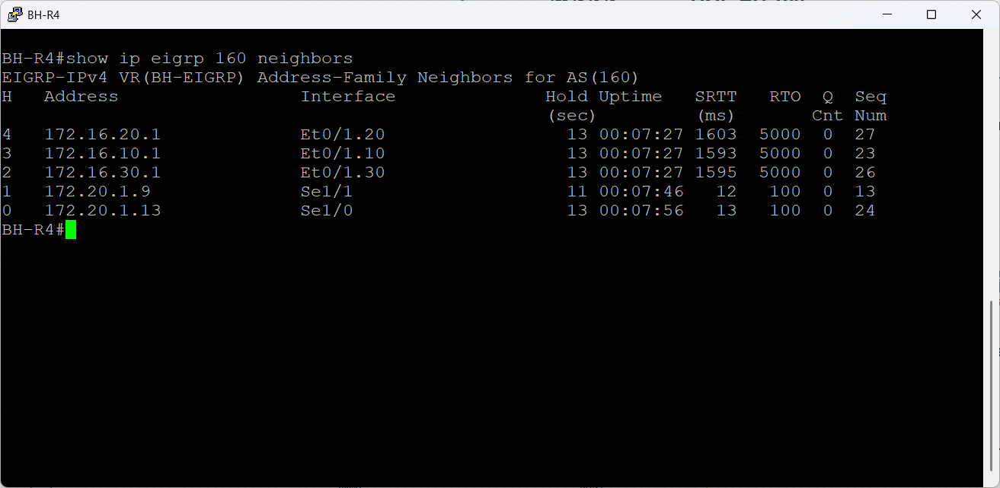 BH-R4
BH-R4#show ip eigrp 160 neighbors
EIGRP-IPv4 VR(BH-EIGRP) Address-Family Neighbors for AS(160)
H   Address                 Interface              Hold Uptime   SRTT   RTO  Q  Seq
                                                   (sec)         (ms)       Cnt Num
4   172.16.20.1             Et0/1.20                 13 00:07:27 1603  5000  0  27
3   172.16.10.1             Et0/1.10                 13 00:07:27 1593  5000  0  23
2   172.16.30.1             Et0/1.30                 13 00:07:27 1595  5000  0  26
1   172.20.1.9              Se1/1                    11 00:07:46   12   100  0  13
0   172.20.1.13             Se1/0                    13 00:07:56   13   100  0  24
BH-R4#